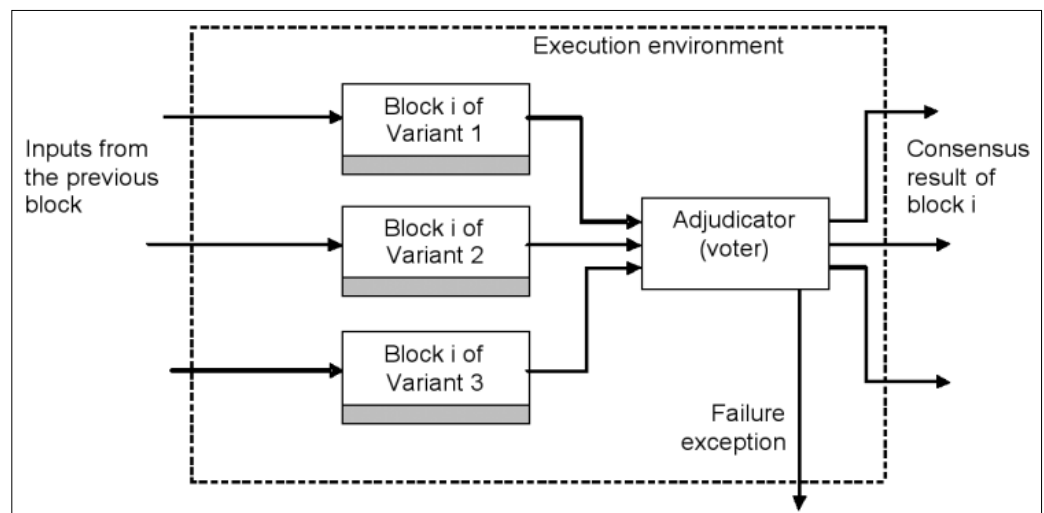 Execution environment
Inputs from
the previous
block
Block i of
Variant 1
Block i of
Variant 2
Block i of
Variant 3
Adjudicator
(voter)
Consensus
result of
block i
Failure
exception